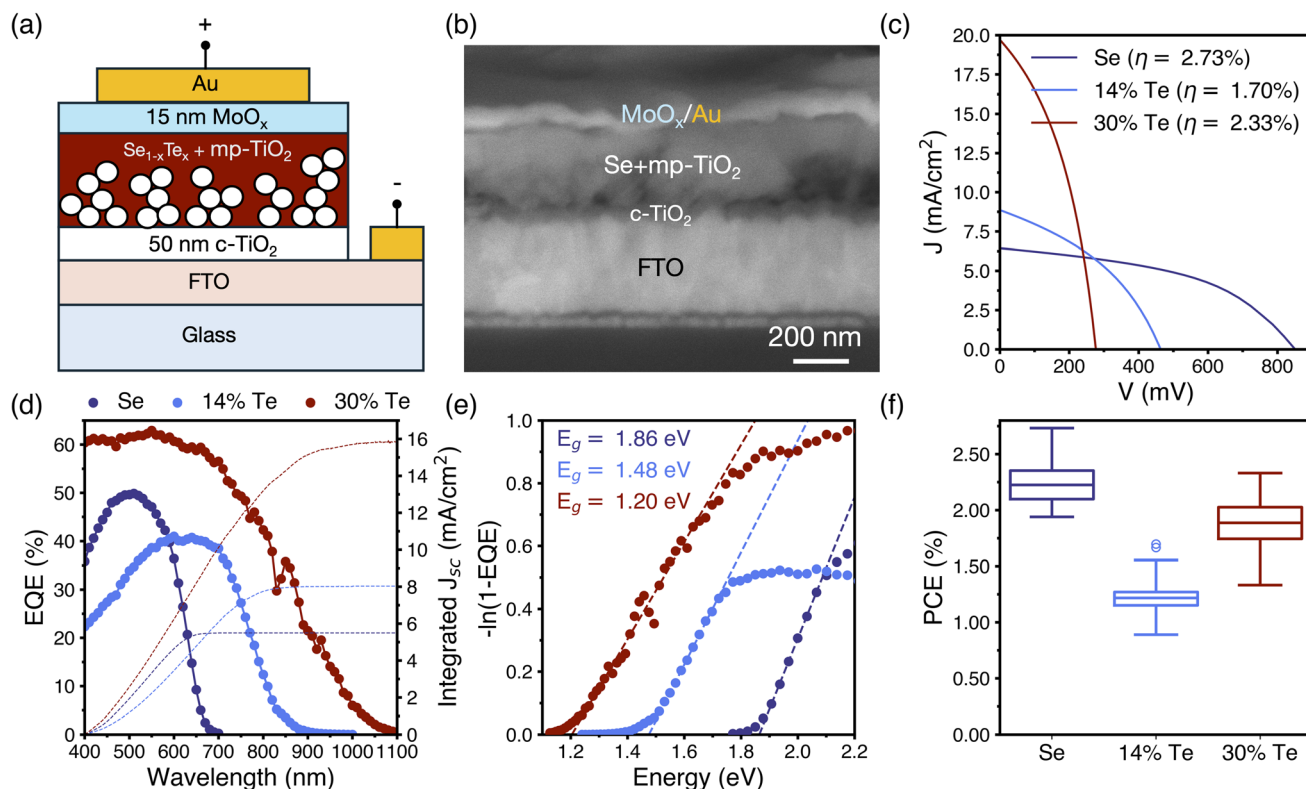 (a)
+
Au
15 nm MoOₓ
Se₁₋ₓTeₓ + mp-TiO₂
-
50 nm c-TiO₂
FTO
Glass
(b)
MoOₓ/Au
Se+mp-TiO₂
c-TiO₂
FTO
200 nm
(c)
J (mA/cm²)
20.0
17.5
15.0
12.5
10.0
7.5
5.0
2.5
0.0
Se (η = 2.73%)
14% Te (η = 1.70%)
30% Te (η = 2.33%)
0 200 400 600 800
V (mV)
(d)
Se 14% Te 30% Te
EQE (%)
60
50
40
30
20
10
0
18
16
14
12
10
8
6
4
2
0
Integrated J_SC (mA/cm²)
400 500 600 700 800 900 1000 1100
Wavelength (nm)
(e)
-ln(1-EQE)
1.0
0.8
0.6
0.4
0.2
0.0
E_g = 1.86 eV
E_g = 1.48 eV
E_g = 1.20 eV
1.2 1.4 1.6 1.8 2.0 2.2
Energy (eV)
(f)
PCE (%)
2.50
2.00
1.50
1.00
0.50
0.00
Se 14% Te 30% Te